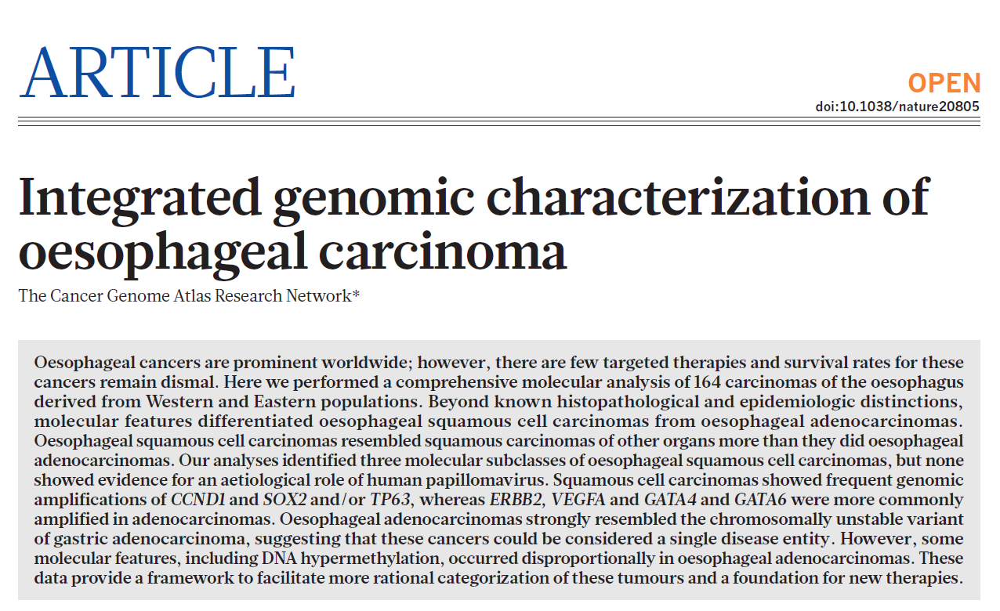 ARTICLE
OPEN
doi:10.1038/nature20805
Integrated genomic characterization of
oesophageal carcinoma
The Cancer Genome Atlas Research Network*
Oesophageal cancers are prominent worldwide; however, there are few targeted therapies and survival rates for these
cancers remain dismal. Here we performed a comprehensive molecular analysis of 164 carcinomas of the oesophagus
derived from Western and Eastern populations. Beyond known histopathological and epidemiologic distinctions,
molecular features differentiated oesophageal squamous cell carcinomas from oesophageal adenocarcinomas.
Oesophageal squamous cell carcinomas resembled squamous carcinomas of other organs more than they did oesophageal
adenocarcinomas. Our analyses identified three molecular subclasses of oesophageal squamous cell carcinomas, but none
showed evidence for an aetiological role of human papillomavirus. Squamous cell carcinomas showed frequent genomic
amplifications of CCND1 and SOX2 and/or TP63, whereas ERBB2, VEGFA and GATA4 and GATA6 were more commonly
amplified in adenocarcinomas. Oesophageal adenocarcinomas strongly resembled the chromosomally unstable variant
of gastric adenocarcinoma, suggesting that these cancers could be considered a single disease entity. However, some
molecular features, including DNA hypermethylation, occurred disproportionally in oesophageal adenocarcinomas. These
data provide a framework to facilitate more rational categorization of these tumours and a foundation for new therapies.